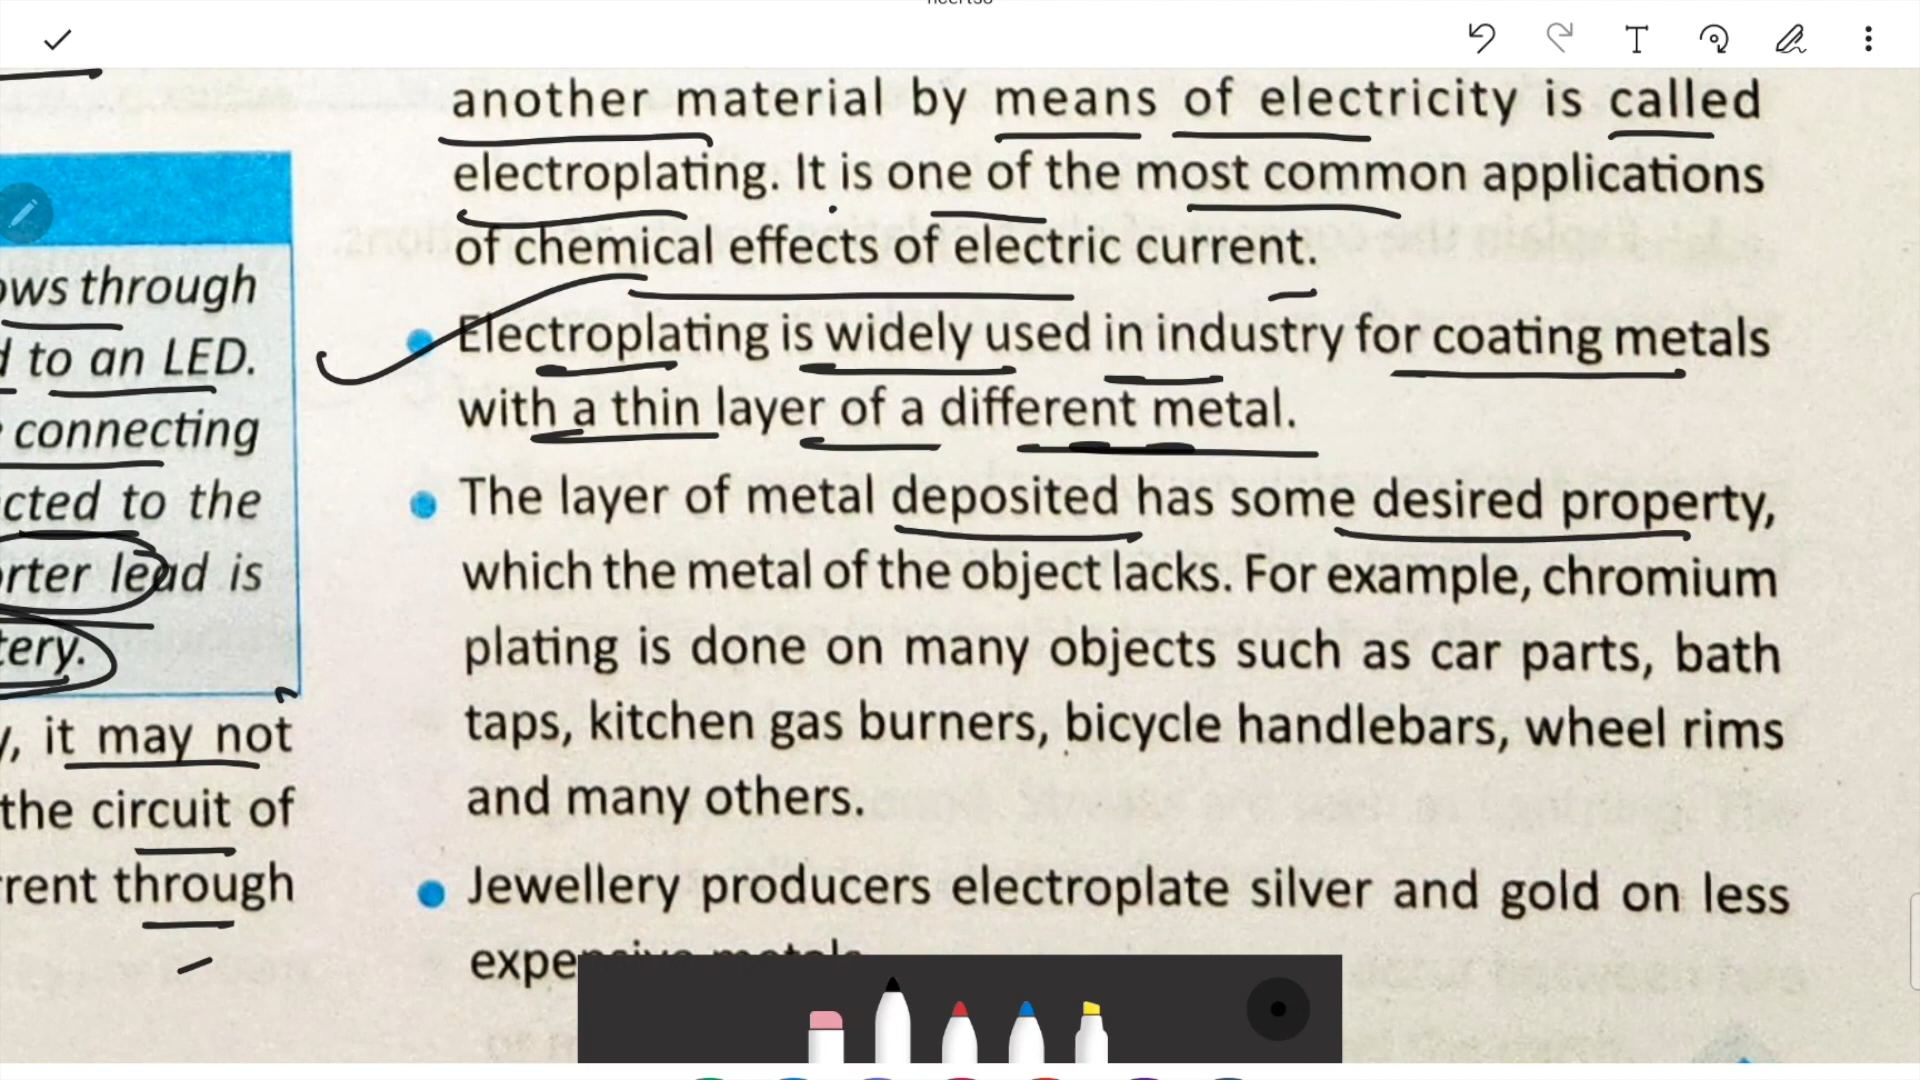 another material by means of electricity is called
electroplating. It is one of the most common applications
of chemical effects of electric current.
Electroplating is widely used in industry for coating metals
with a thin layer of a different metal.
The layer of metal deposited has some desired property,
which the metal of the object lacks. For example, chromium
plating is done on many objects such as car parts, bath
taps, kitchen gas burners, bicycle handlebars, wheel rims
and many others.
Jewellery producers electroplate silver and gold on less
expensive metals
through
to an LED.
connecting
to the
lead is
it may not
the circuit of
through